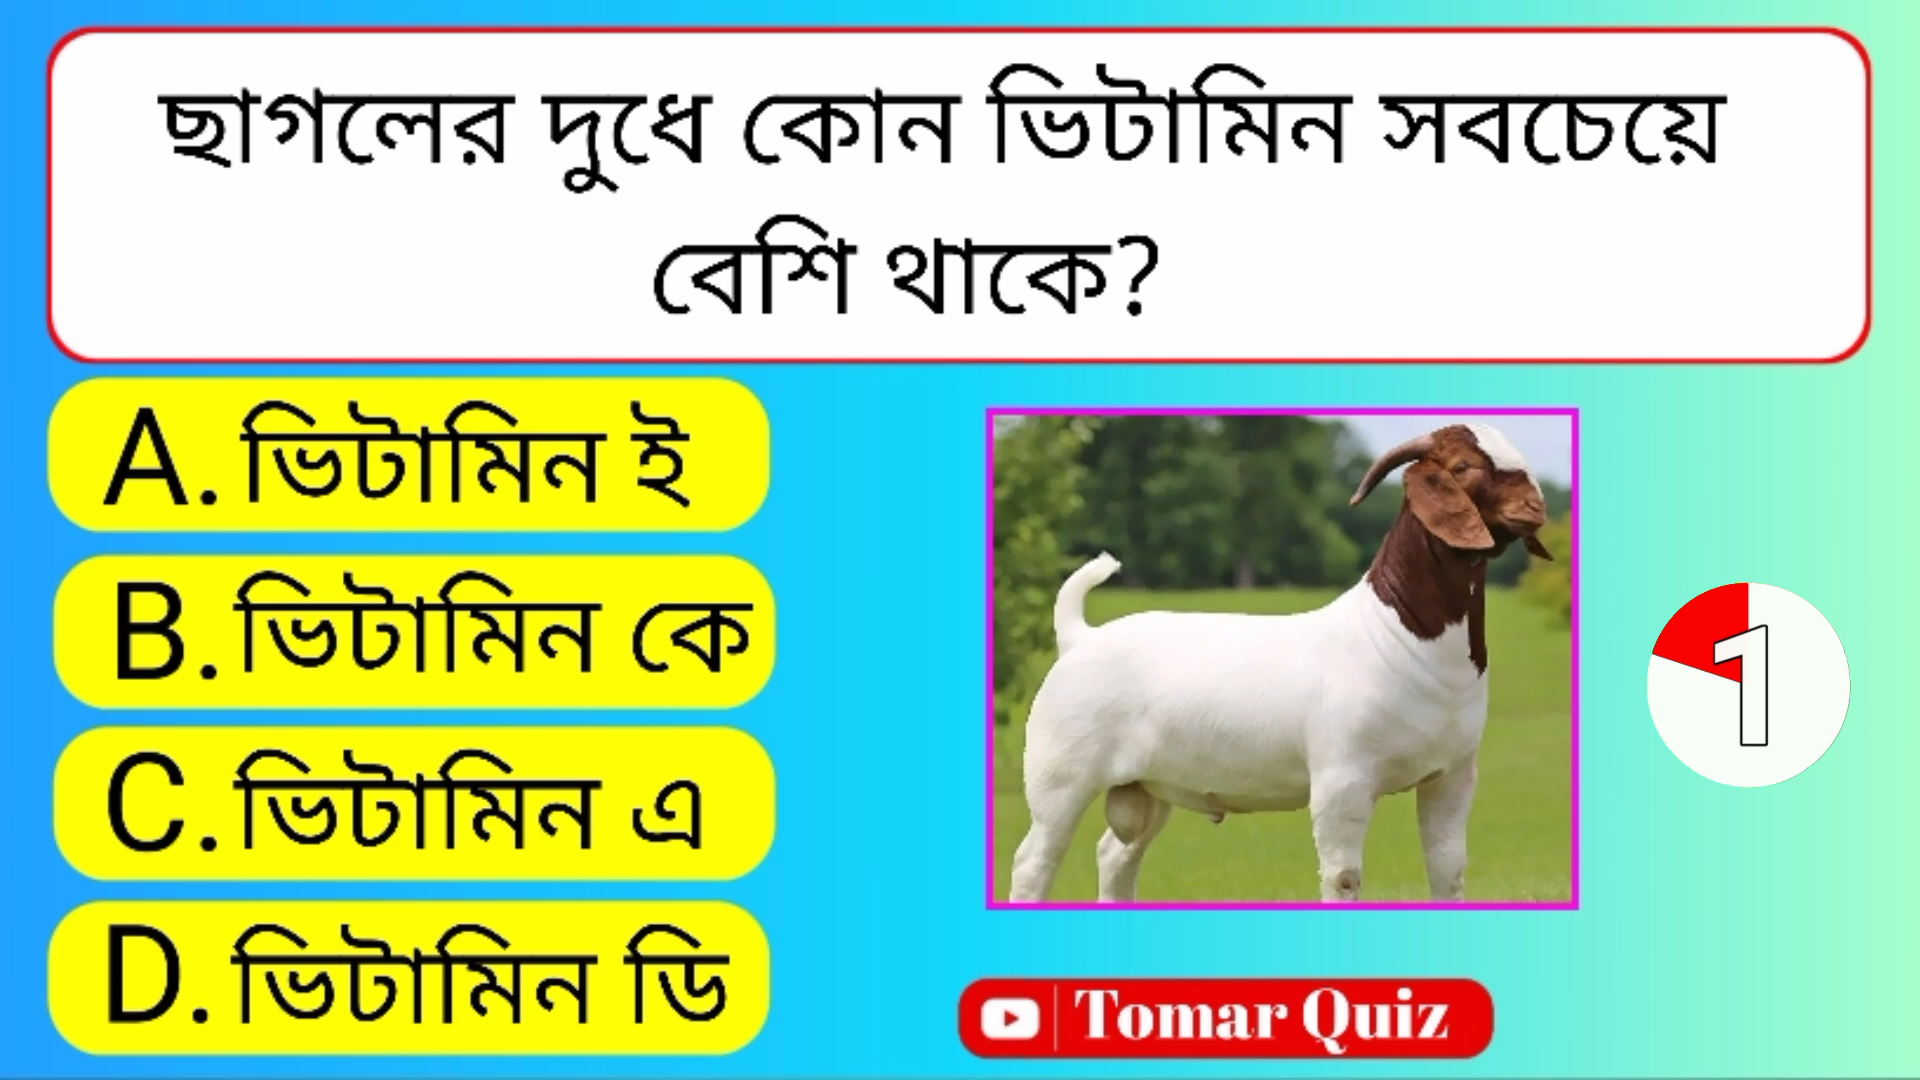 ছাগলের দুধে কোন ভিটামিন সবচেয়ে
বেশি থাকে?
A. ভিটামিন ই
B. ভিটামিন কে
C. ভিটামিন এ
D. ভিটামিন ডি
1
Tomar Quiz